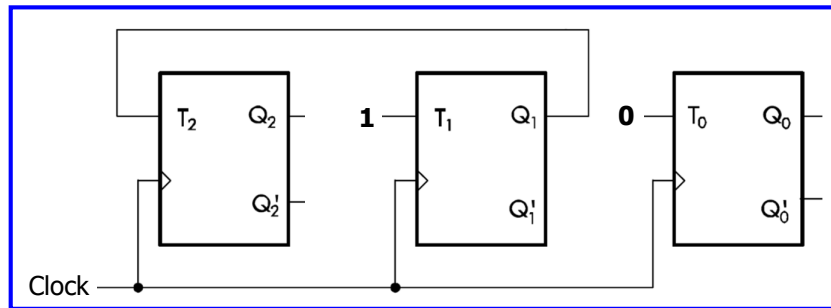 T₂ Q₂ 1 T₁ Q₁ 0 T₀ Q₀
Q₂' Q₁' Q₀'
Clock